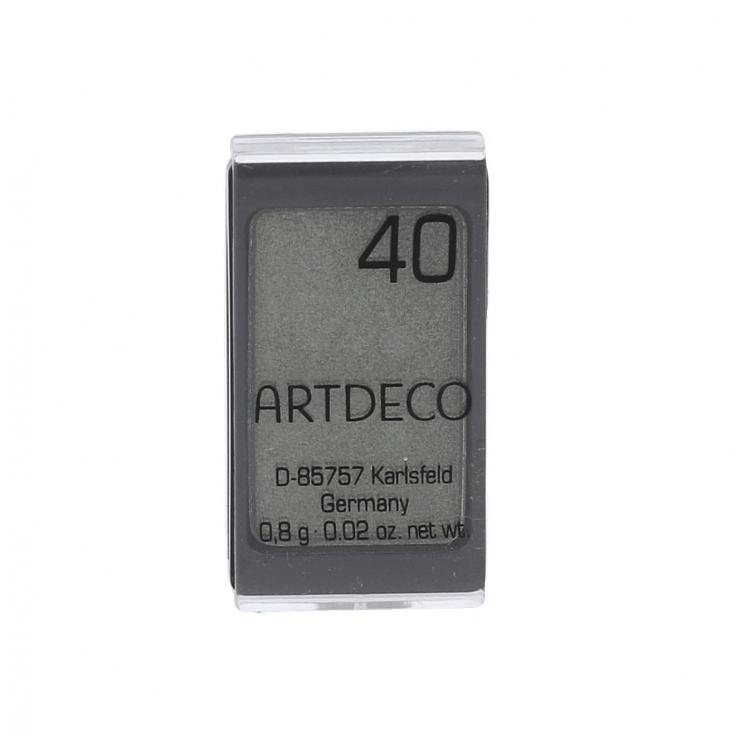 40
ARTDECO
D-85757 Karlsfeld
Germany
0,8 g · 0.02 oz. net wt.